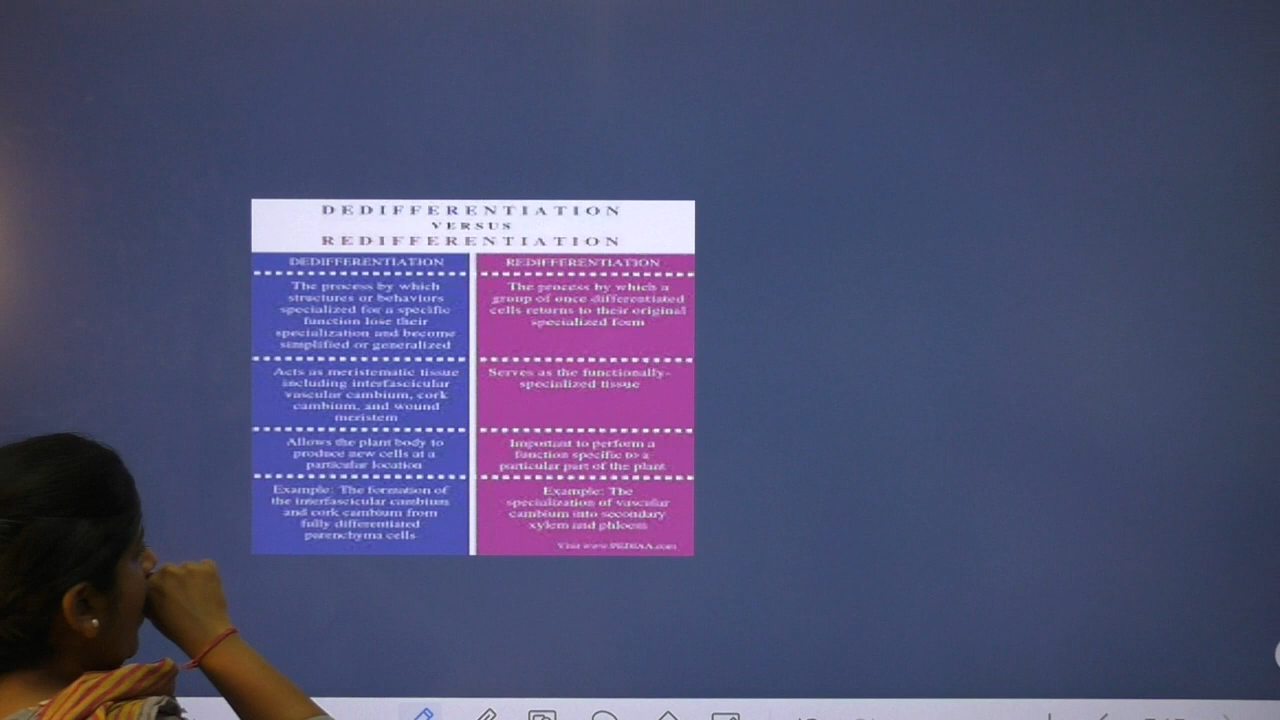 DEDIFFERENTIATION
VERSUS
REDIFFERENTIATION
DEDIFFERENTIATION
The process by which
structures or behaviors
specialized for a specific
function lose their
specialization and become
simplified or generalized
Acts as meristematic tissue
including interfascicular
vascular cambium, cork
cambium, and wound
meristem
Allows the plant body to
produce new cells at a
particular location
Example: The formation of
the interfascicular cambium
and cork cambium from
fully differentiated
parenchyma cells
REDIFFERENTIATION
The process by which a
group of once differentiated
cells returns to their original
specialized form
Serves as the functionally-
specialized tissue
Important to perform a
function specific to a
particular part of the plant
Example: The
specialization of vascular
cambium into secondary
xylem and phloem
Visit www.PEDIAA.com